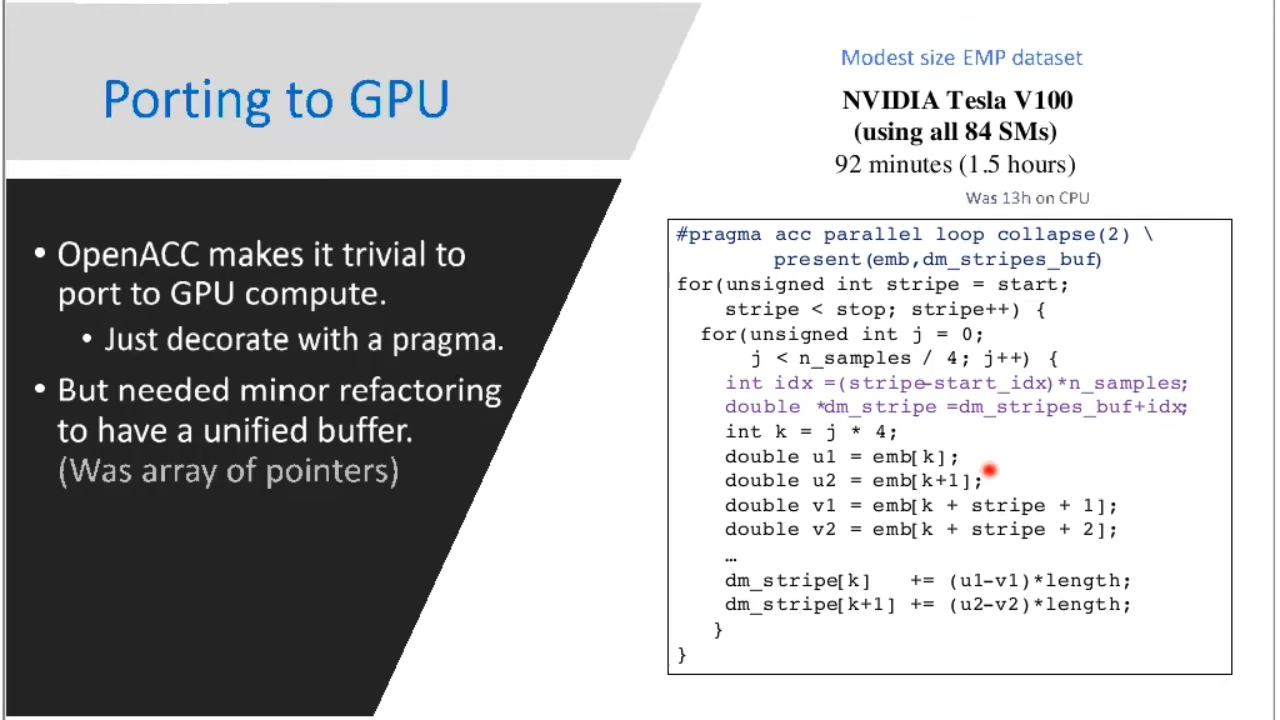 Porting to GPU
• OpenACC makes it trivial to
port to GPU compute.
• Just decorate with a pragma.
• But needed minor refactoring
to have a unified buffer.
(Was array of pointers)
Modest size EMP dataset
NVIDIA Tesla V100
(using all 84 SMs)
92 minutes (1.5 hours)
Was 13h on CPU
#pragma acc parallel loop collapse(2) \
present(emb,dm_stripes_buf)
for(unsigned int stripe = start;
stripe < stop; stripe++) {
for(unsigned int j = 0;
j < n_samples / 4; j++) {
int idx =(stripe-start_idx)*n_samples;
double *dm_stripe =dm_stripes_buf+idx;
int k = j * 4;
double u1 = emb[k];
double u2 = emb[k+1];
double v1 = emb[k + stripe + 1];
double v2 = emb[k + stripe + 2];
…
dm_stripe[k] += (u1-v1)*length;
dm_stripe[k+1] += (u2-v2)*length;
}
}